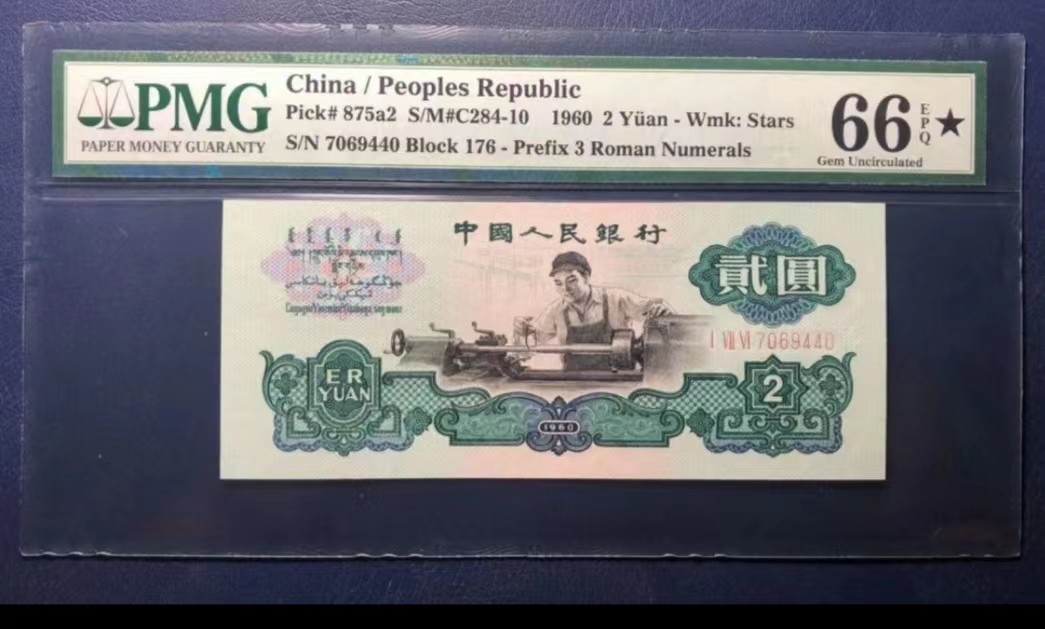 PMG
PAPER MONEY GUARANTY
China / Peoples Republic
Pick# 875a2 S/M#C284-10 1960 2 Yüan - Wmk: Stars
S/N 7069440 Block 176 - Prefix 3 Roman Numerals
66 EPQ ★
Gem Uncirculated
中國人民銀行
貳圓
I VII VI 7069440
ER
YUAN
1960
2